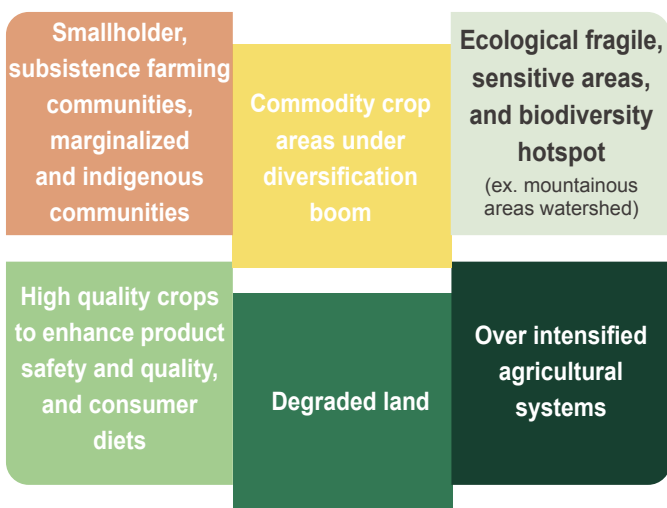 Smallholder,
subsistence farming
communities,
marginalized
and indigenous
communities
Commodity crop
areas under
diversification
boom
Ecological fragile,
sensitive areas,
and biodiversity
hotspot
(ex. mountainous
areas watershed)
High quality crops
to enhance product
safety and quality,
and consumer
diets
Degraded land
Over intensified
agricultural
systems